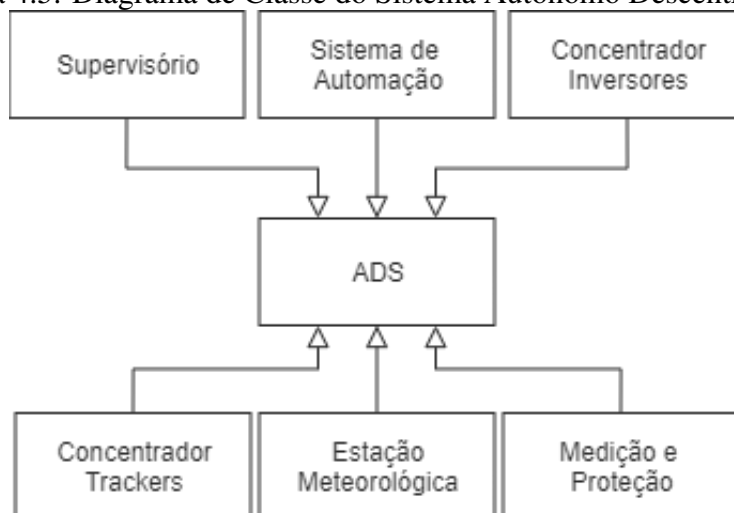 4.5: Diagrama de Classe do Sistema Autônomo Descent
Supervisório
Sistema de
Automação
Concentrador
Inversores
ADS
Concentrador
Trackers
Estação
Meteorológica
Medição e
Proteção